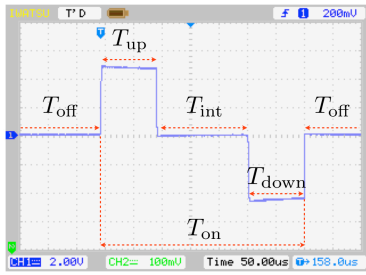 IWATSU T'D f 1 200mV
T
T_up
T_off T_int T_off
1
T_down
T_on
CH1 2.00V CH2 100mV Time 50.00us T→158.0us